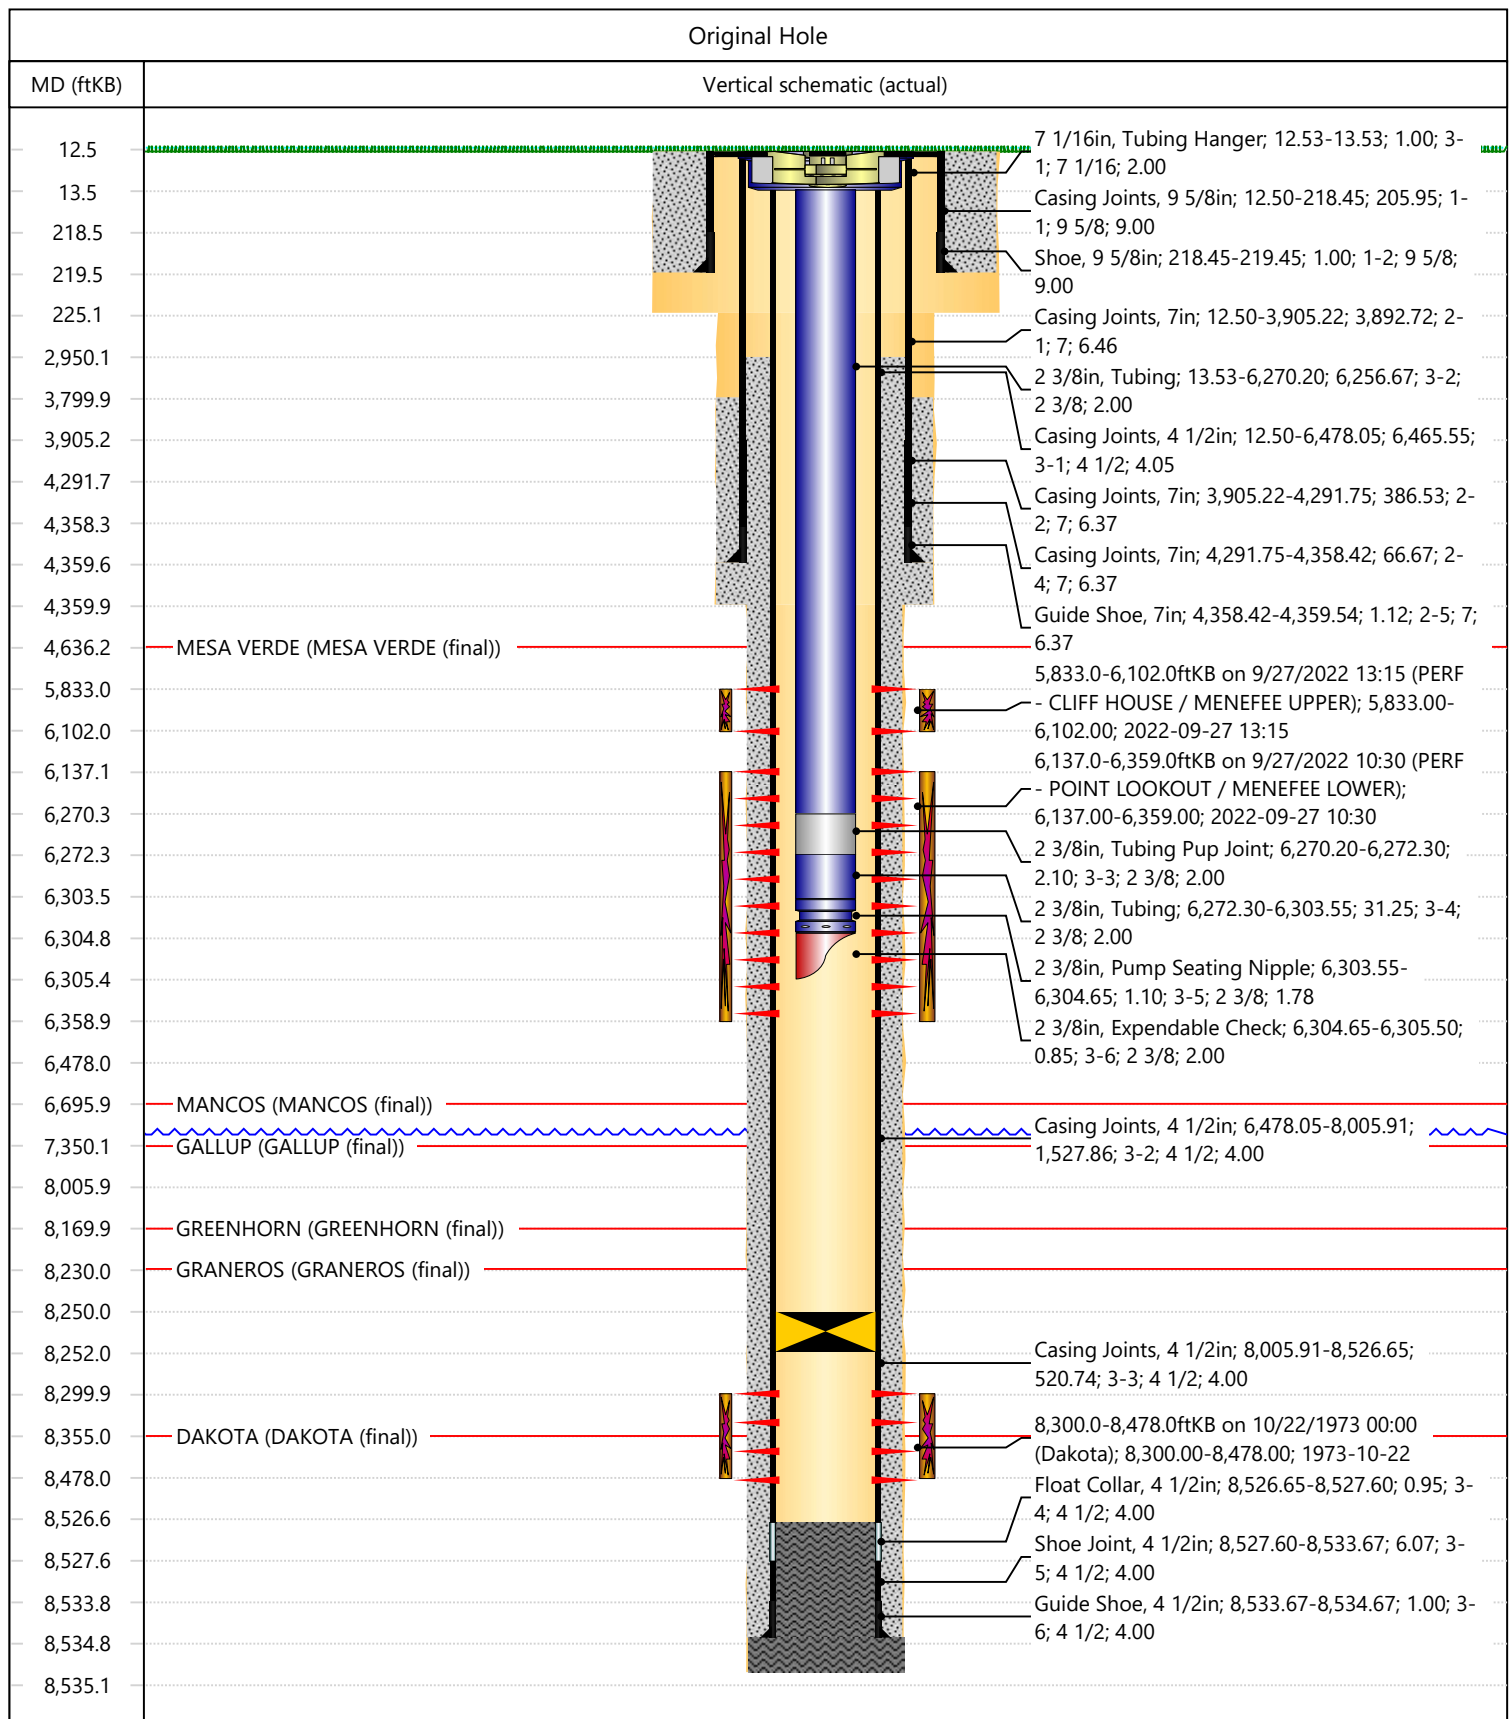 Original Hole
MD (ftKB)
Vertical schematic (actual)
12.5
13.5
218.5
219.5
225.1
2,950.1
3,799.9
3,905.2
4,291.7
4,358.3
4,359.6
4,359.9
4,636.2
5,833.0
6,102.0
6,137.1
6,270.3
6,272.3
6,303.5
6,304.8
6,305.4
6,358.9
6,478.0
6,695.9
7,350.1
8,005.9
8,169.9
8,230.0
8,250.0
8,252.0
8,299.9
8,355.0
8,478.0
8,526.6
8,527.6
8,533.8
8,534.8
8,535.1
MESA VERDE (MESA VERDE (final))
MANCOS (MANCOS (final))
GALLUP (GALLUP (final))
GREENHORN (GREENHORN (final))
GRANEROS (GRANEROS (final))
DAKOTA (DAKOTA (final))
7 1/16in, Tubing Hanger; 12.53-13.53; 1.00; 3-
1; 7 1/16; 2.00
Casing Joints, 9 5/8in; 12.50-218.45; 205.95; 1-
1; 9 5/8; 9.00
Shoe, 9 5/8in; 218.45-219.45; 1.00; 1-2; 9 5/8;
9.00
Casing Joints, 7in; 12.50-3,905.22; 3,892.72; 2-
1; 7; 6.46
2 3/8in, Tubing; 13.53-6,270.20; 6,256.67; 3-2;
2 3/8; 2.00
Casing Joints, 4 1/2in; 12.50-6,478.05; 6,465.55;
3-1; 4 1/2; 4.05
Casing Joints, 7in; 3,905.22-4,291.75; 386.53; 2-
2; 7; 6.37
Casing Joints, 7in; 4,291.75-4,358.42; 66.67; 2-
4; 7; 6.37
Guide Shoe, 7in; 4,358.42-4,359.54; 1.12; 2-5; 7;
6.37
5,833.0-6,102.0ftKB on 9/27/2022 13:15 (PERF
- CLIFF HOUSE / MENEFEE UPPER); 5,833.00-
6,102.00; 2022-09-27 13:15
6,137.0-6,359.0ftKB on 9/27/2022 10:30 (PERF
- POINT LOOKOUT / MENEFEE LOWER);
6,137.00-6,359.00; 2022-09-27 10:30
2 3/8in, Tubing Pup Joint; 6,270.20-6,272.30;
2.10; 3-3; 2 3/8; 2.00
2 3/8in, Tubing; 6,272.30-6,303.55; 31.25; 3-4;
2 3/8; 2.00
2 3/8in, Pump Seating Nipple; 6,303.55-
6,304.65; 1.10; 3-5; 2 3/8; 1.78
2 3/8in, Expendable Check; 6,304.65-6,305.50;
0.85; 3-6; 2 3/8; 2.00
Casing Joints, 4 1/2in; 6,478.05-8,005.91;
1,527.86; 3-2; 4 1/2; 4.00
Casing Joints, 4 1/2in; 8,005.91-8,526.65;
520.74; 3-3; 4 1/2; 4.00
8,300.0-8,478.0ftKB on 10/22/1973 00:00
(Dakota); 8,300.00-8,478.00; 1973-10-22
Float Collar, 4 1/2in; 8,526.65-8,527.60; 0.95; 3-
4; 4 1/2; 4.00
Shoe Joint, 4 1/2in; 8,527.60-8,533.67; 6.07; 3-
5; 4 1/2; 4.00
Guide Shoe, 4 1/2in; 8,533.67-8,534.67; 1.00; 3-
6; 4 1/2; 4.00